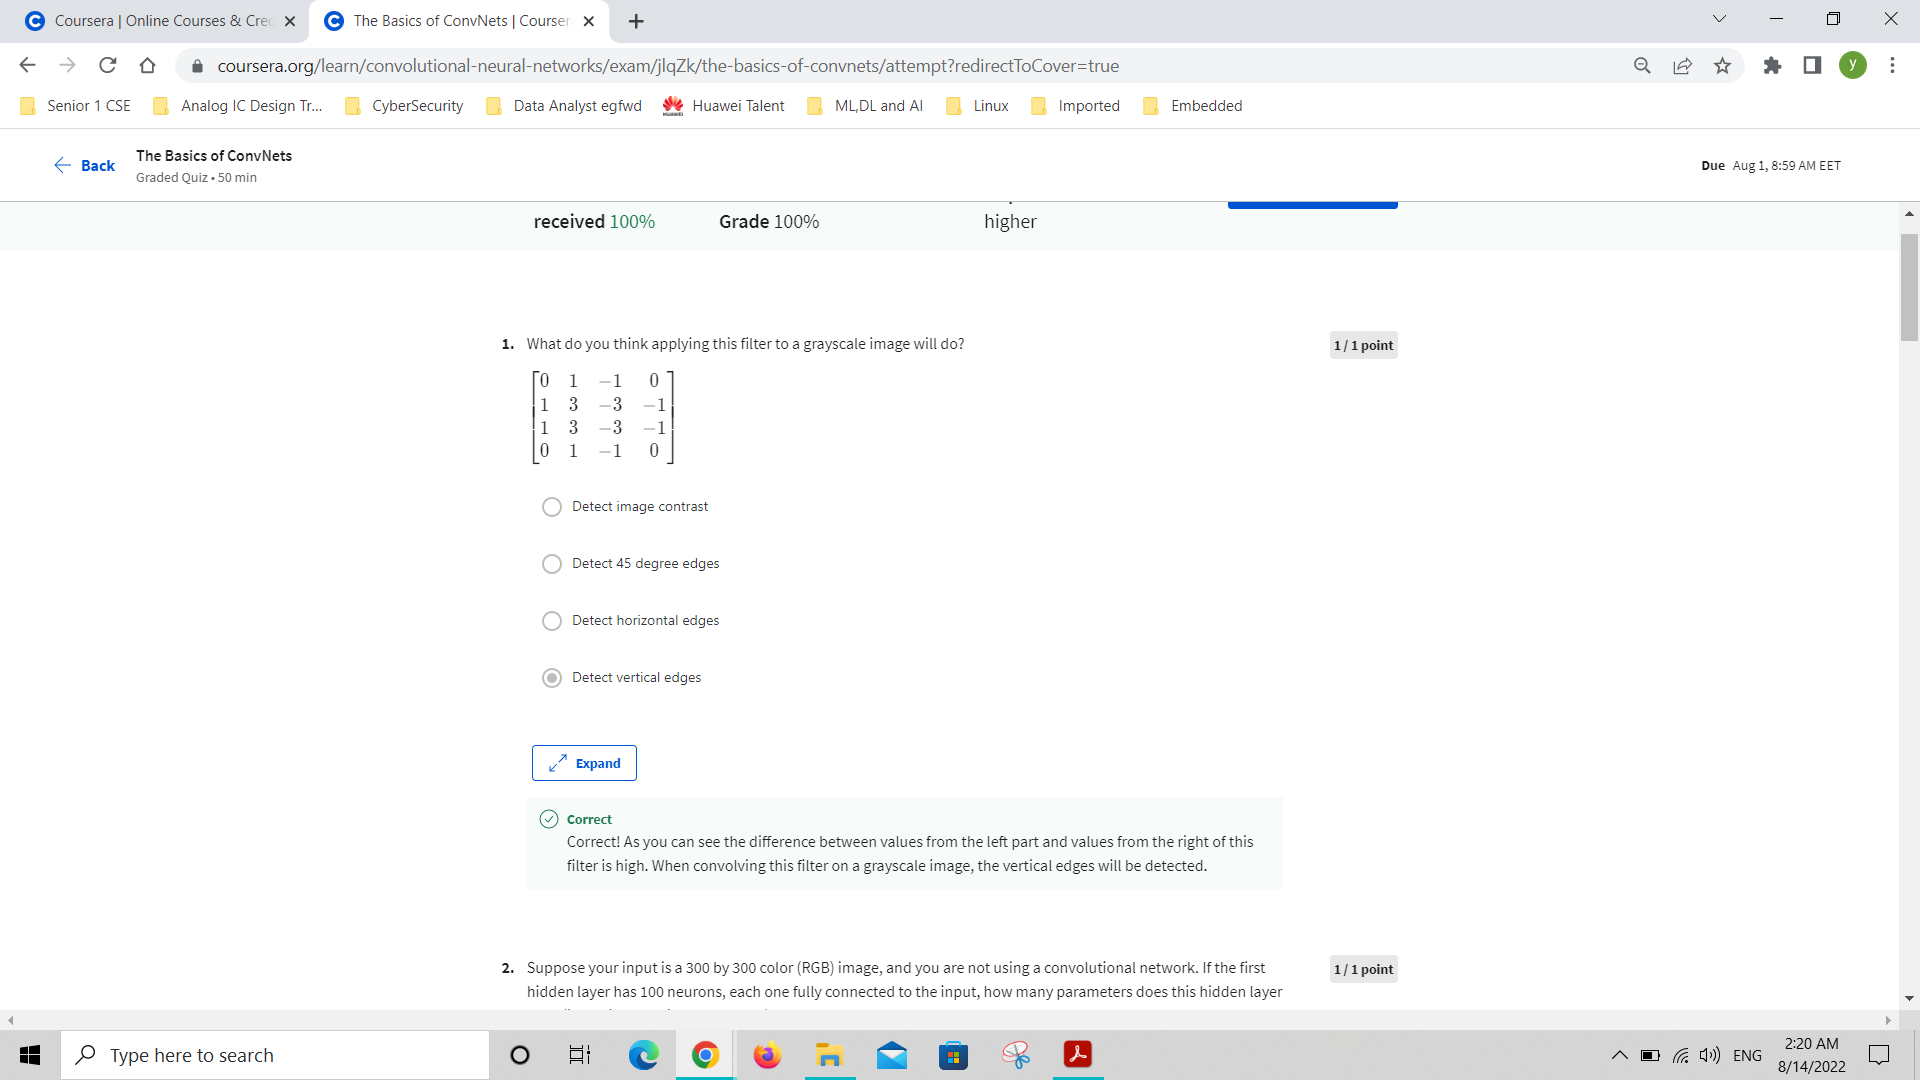 Coursera | Online Courses & Cre
The Basics of ConvNets | Courser
coursera.org/learn/convolutional-neural-networks/exam/jlqZk/the-basics-of-convnets/attempt?redirectToCover=true
y
Senior 1 CSE
Analog IC Design Tr...
CyberSecurity
Data Analyst egfwd
Huawei Talent
ML,DL and AI
Linux
Imported
Embedded
Back
The Basics of ConvNets
Graded Quiz • 50 min
Due Aug 1, 8:59 AM EET
received 100%
Grade 100%
higher
1. What do you think applying this filter to a grayscale image will do?
1 / 1 point
0 1 −1 0
1 3 −3 −1
1 3 −3 −1
0 1 −1 0
Detect image contrast
Detect 45 degree edges
Detect horizontal edges
Detect vertical edges
Expand
Correct
Correct! As you can see the difference between values from the left part and values from the right of this
filter is high. When convolving this filter on a grayscale image, the vertical edges will be detected.
2. Suppose your input is a 300 by 300 color (RGB) image, and you are not using a convolutional network. If the first
1 / 1 point
hidden layer has 100 neurons, each one fully connected to the input, how many parameters does this hidden layer
Type here to search
ENG
2:20 AM
8/14/2022